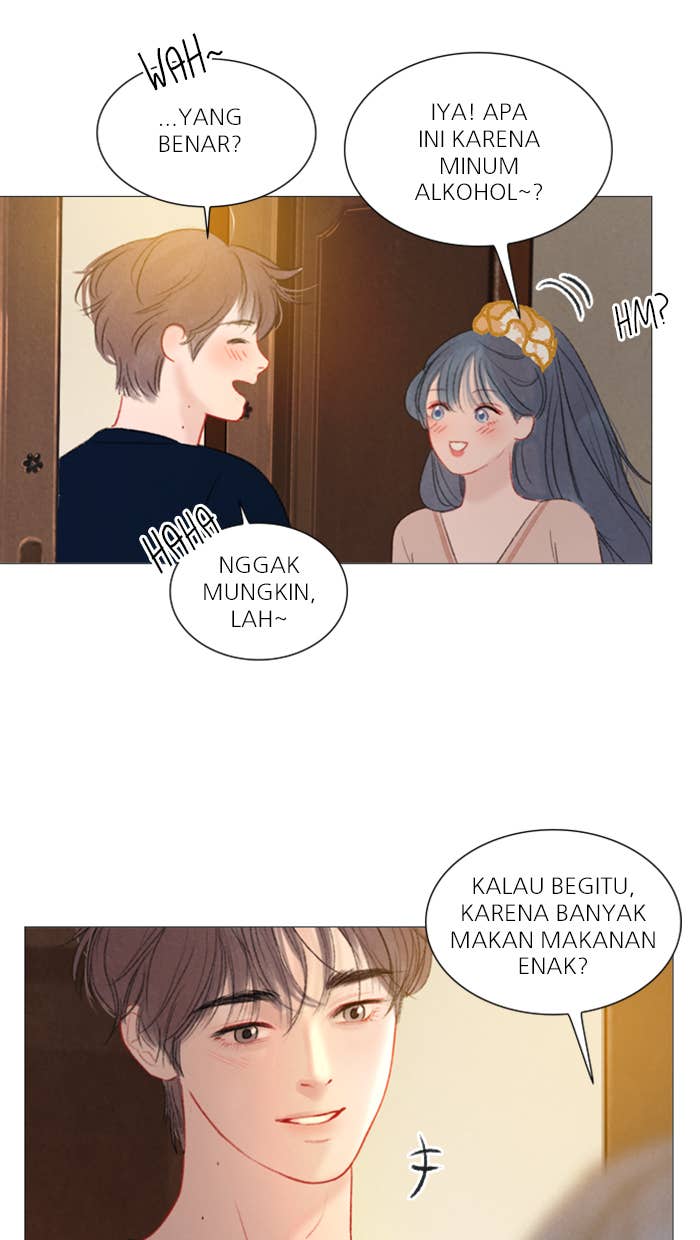 WAH~
...YANG
BENAR?
IYA! APA
INI KARENA
MINUM
ALKOHOL~?
HM?
HAHA
NGGAK
MUNGKIN,
LAH~
KALAU BEGITU,
KARENA BANYAK
MAKAN MAKANAN
ENAK?